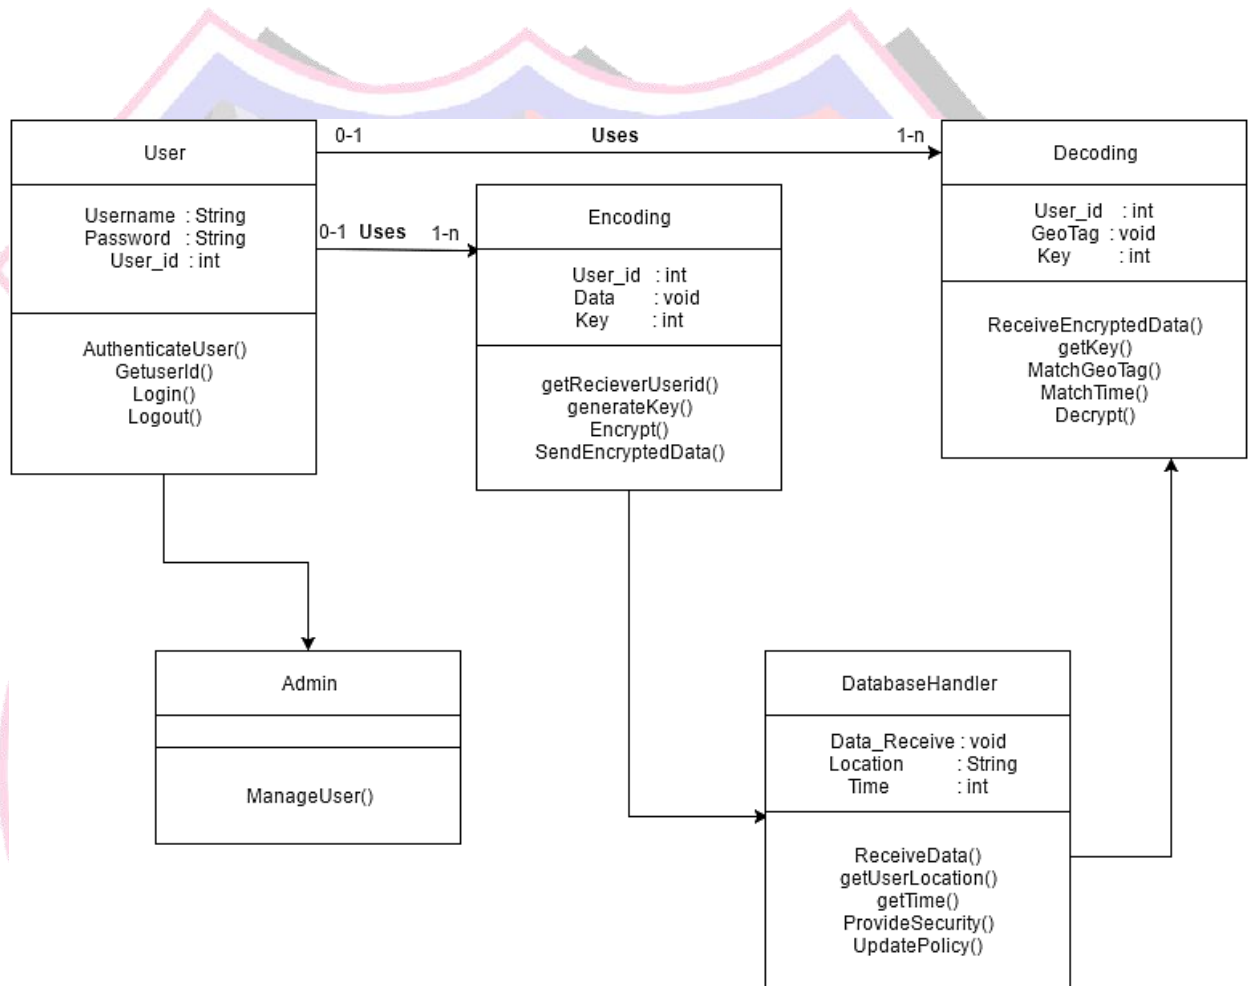 User
Username : String
Password : String
User_id : int
AuthenticateUser()
GetuserId()
Login()
Logout()
0-1 Uses 1-n
0-1 Uses 1-n
Encoding
User_id : int
Data : void
Key : int
getRecieverUserid()
generateKey()
Encrypt()
SendEncryptedData()
Decoding
User_id : int
GeoTag : void
Key : int
ReceiveEncryptedData()
getKey()
MatchGeoTag()
MatchTime()
Decrypt()
Admin
ManageUser()
DatabaseHandler
Data_Receive : void
Location : String
Time : int
ReceiveData()
getUserLocation()
getTime()
ProvideSecurity()
UpdatePolicy()